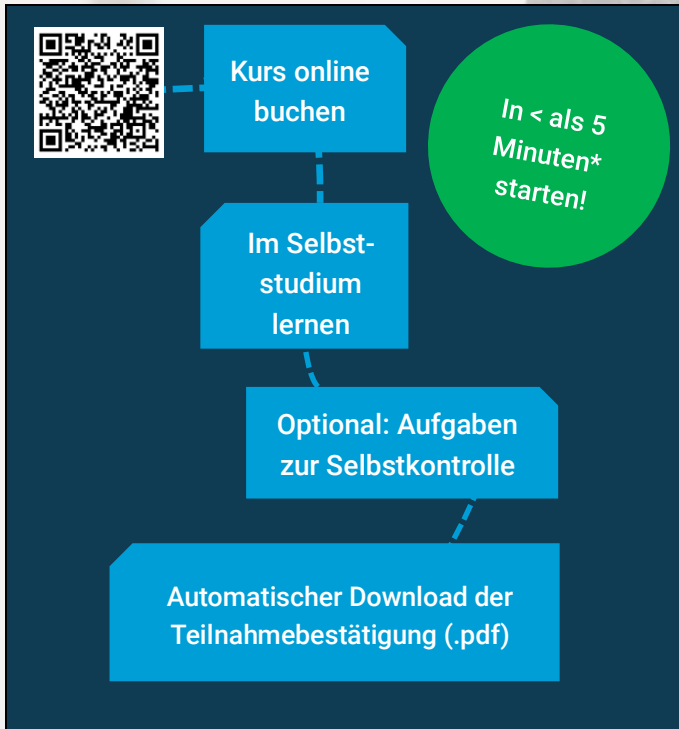 Kurs online
buchen
In < als 5
Minuten*
starten!
Im Selbst-
studium
lernen
Optional: Aufgaben
zur Selbstkontrolle
Automatischer Download der
Teilnahmebestätigung (.pdf)